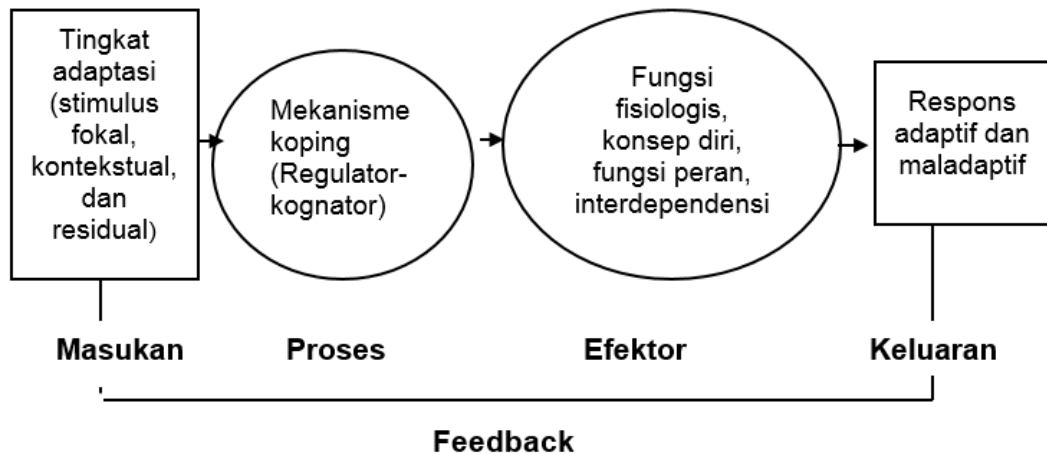 Tingkat
adaptasi
(stimulus
fokal,
kontekstual,
dan
residual)
Mekanisme
koping
(Regulator-
kognator)
Fungsi
fisiologis,
konsep diri,
fungsi peran,
interdependensi
Respons
adaptif dan
maladaptif
Masukan
Proses
Efektor
Keluaran
Feedback